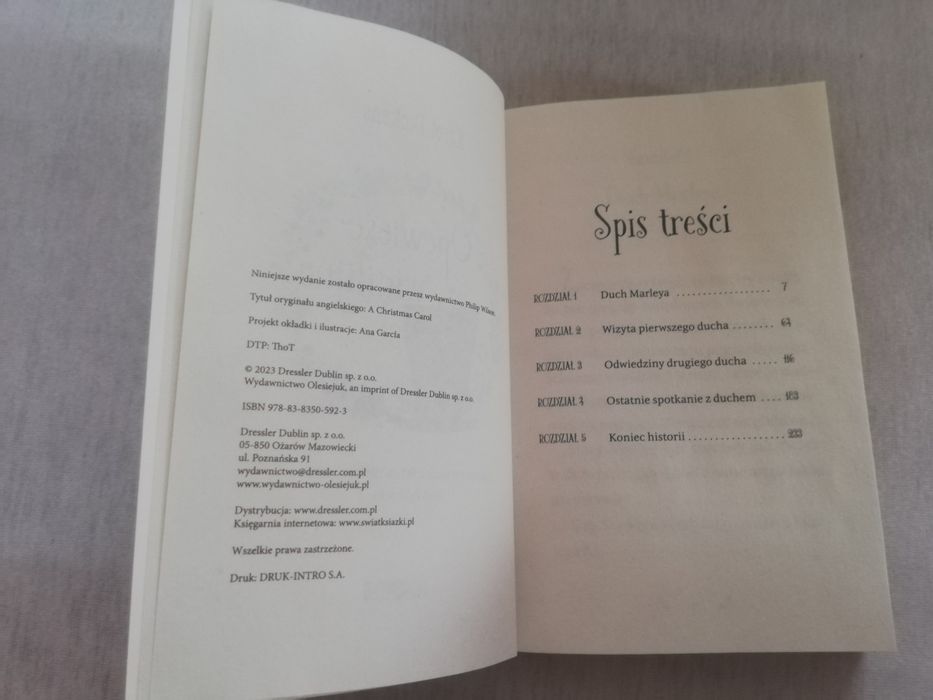 Niniejsze wydanie zostało opracowane przesz wydawnictwo Philip Wilson.
Tytuł oryginału angielskiego: A Christmas Carol
Projekt okładki i ilustracje: Ana García
DTP: ThoT
© 2023 Dressler Dublin sp. z o.o.
Wydawnictwo Olesiejuk, an imprint of Dressler Dublin sp. z o.o.
ISBN 978-83-8350-592-3
Dressler Dublin sp. z o.o.
05-850 Ożarów Mazowiecki
ul. Poznańska 91
wydawnictwo@dressler.com.pl
www.wydawnictwo-olesiejuk.pl
Dystrybucja: www.dressler.com.pl
Księgarnia internetowa: www.swiatksiazki.pl
Wszelkie prawa zastrzeżone.
Druk: DRUK-INTRO S.A.
Spis treści
ROZDZIAŁ 1 Duch Marleya .................. 7
ROZDZIAŁ 2 Wizyta pierwszego ducha ........ 64
ROZDZIAŁ 3 Odwiedziny drugiego ducha ..... 116
ROZDZIAŁ 4 Ostatnie spotkanie z duchem .... 183
ROZDZIAŁ 5 Koniec historii .................. 233